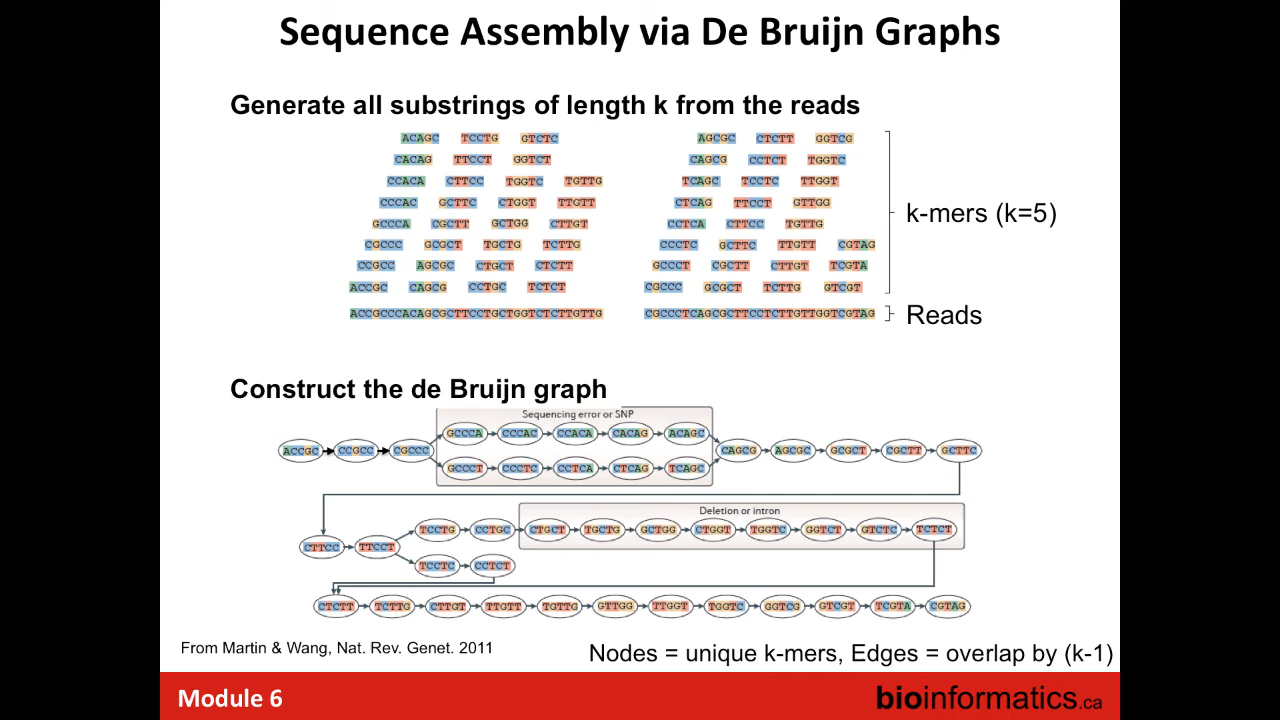 Sequence Assembly via De Bruijn Graphs
Generate all substrings of length k from the reads
ACAGC TCCTG GTCTC AGCGC CTCTT GGTCG
CACAG TTCCT GGTCT CAGCG CCTCT TGGTC
CCACA CTTCC TGGTC TGTTG TCAGC TCCTC TTGGT
CCCAC GCTTC CTGGT TTGTT CTCAG TTCCT GTTGG
GCCCA CGCTT GCTGG CTTGT CCTCA CTTCC TGTTG
CGCCC GCGCT TGCTG TCTTG CCCTC GCTTC TTGTT CGTAG
CCGCC AGCGC CTGCT CTCTT GCCCT CGCTT CTTGT TCGTA
ACCGC CAGCG CCTGC TCTCT CGCCC GCGCT TCTTG GTCGT
k-mers (k=5)
ACCGCCCACAGCGCTTCCTGCTGGTCTCTTGTTG CGCCCTCAGCGCTTCCTCTTGTTGGTCGTAG
Reads
Construct the de Bruijn graph
Sequencing error or SNP
GCCCA CCCAC CCACA CACAG ACAGC
ACCGC CCGCC CGCCC CAGCG AGCGC GCGCT CGCTT GCTTC
GCCCT CCCTC CCTCA CTCAG TCAGC
Deletion or intron
TCCTG CCTGC CTGCT TGCTG GCTGG CTGGT TGGTC GGTCT GTCTC TCTCT
CTTCC TTCCT
TCCTC CCTCT
CTCTT TCTTG CTTGT TTGTT TGTTG GTTGG TTGGT TGGTC GGTCG GTCGT TCGTA CGTAG
From Martin & Wang, Nat. Rev. Genet. 2011
Nodes = unique k-mers, Edges = overlap by (k-1)
Module 6
bioinformatics.ca